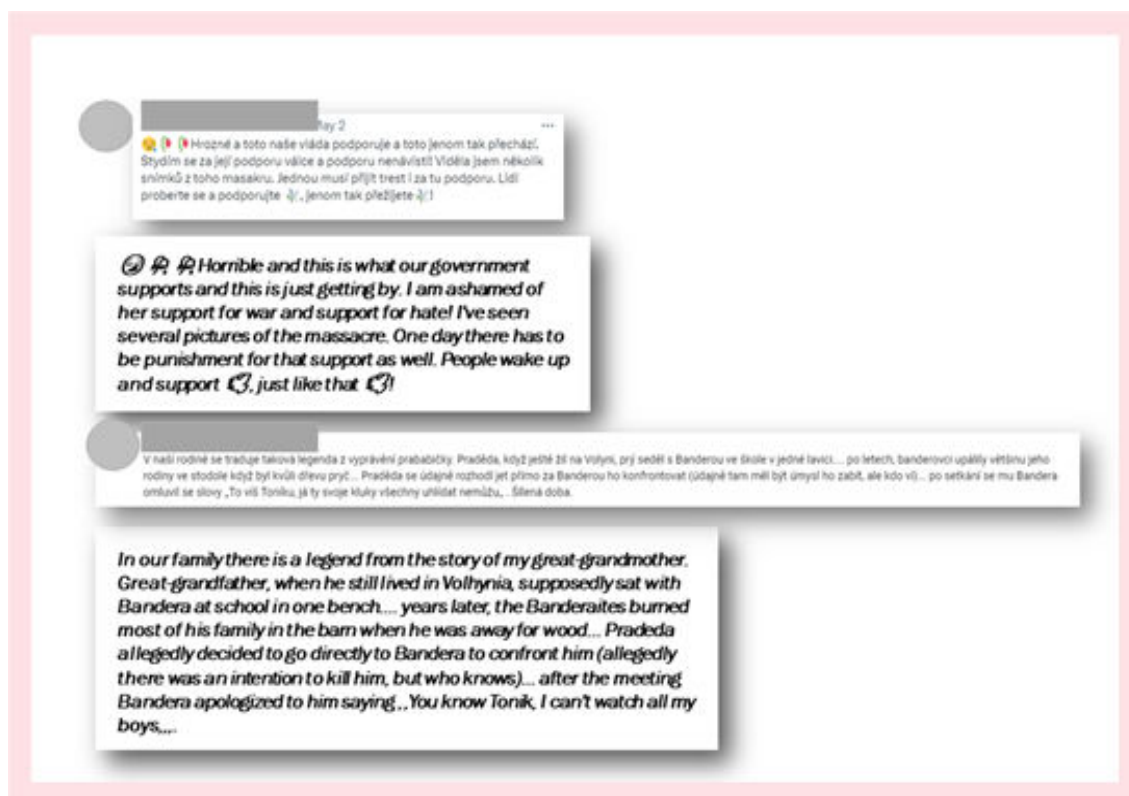 May 2
😢 🥀 🥀 Hrozné a toto naše vláda podporuje a toto jenom tak přechází.
Stydím se za její podporu válce a podporu nenávisti! Viděla jsem několik
snímků z toho masakru. Jednou musí přijít trest i za tu podporu. Lidi
proberte se a podporujte 🕊, jenom tak přežijete 🕊!
Horrible and this is what our government
supports and this is just getting by. I am ashamed of
her support for war and support for hate! I've seen
several pictures of the massacre. One day there has to
be punishment for that support as well. People wake up
and support 🕊, just like that 🕊!
V naší rodině se traduje taková legenda z vyprávění prababičky. Praděda, když ještě žil na Volyni, prý seděl s Banderou ve škole v jedné lavici.... po letech, banderovci upálili většinu jeho
rodiny ve stodole když byl kvůli dřevu pryč... Praděda se údajně rozhodl jet přímo za Banderou ho konfrontovat (údajně tam měl být úmysl ho zabít, ale kdo ví)... po setkání se mu Bandera
omluvil se slovy „To víš Toníku, já ty svoje kluky všechny uhlídat nemůžu„. Šílená doba.
In our family there is a legend from the story of my great-grandmother.
Great-grandfather, when he still lived in Volhynia, supposedly sat with
Bandera at school in one bench.... years later, the Banderaites burned
most of his family in the barn when he was away for wood... Pradeda
allegedly decided to go directly to Bandera to confront him (allegedly
there was an intention to kill him, but who knows)... after the meeting
Bandera apologized to him saying ,,You know Tonik, I can't watch all my
boys,,,.